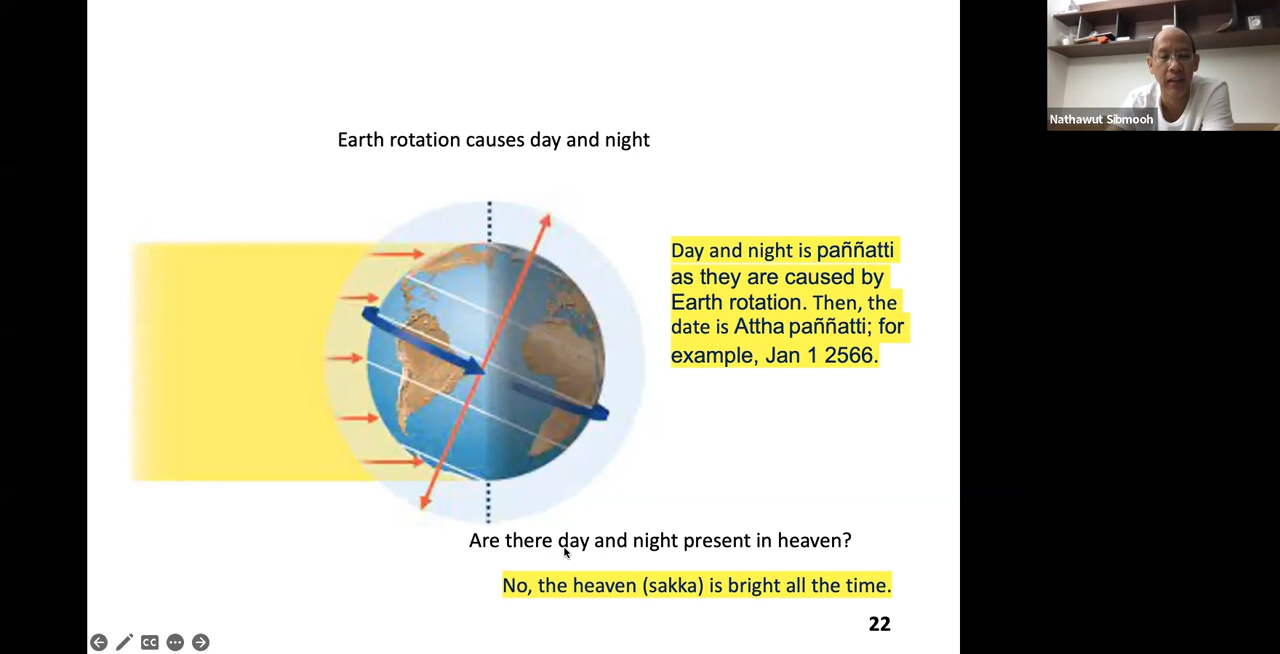 Earth rotation causes day and night
Nathawut Sibmooh
Day and night is paññatti
as they are caused by
Earth rotation. Then, the
date is Attha paññatti; for
example, Jan 1 2566.
Are there day and night present in heaven?
No, the heaven (sakka) is bright all the time.
22
CC